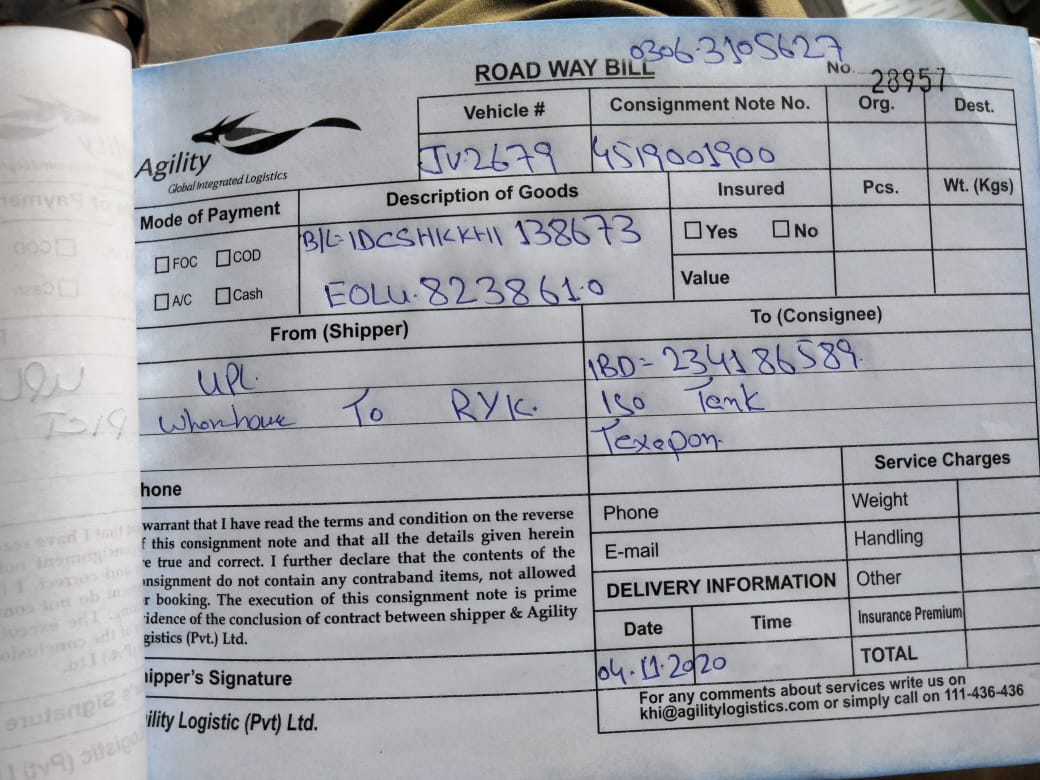 0306-3105627
ROAD WAY BILL
No. 28957
Agility
Global Integrated Logistics
Vehicle #
Consignment Note No.
Org.
Dest.
JV.2679
4519001900
Mode of Payment
Description of Goods
Insured
Pcs.
Wt. (Kgs)
FOC
COD
A/C
Cash
B/L= IDCSHKKHI 138673
EOLU.8238610
Yes
No
Value
From (Shipper)
To (Consignee)
UPL.
To RYK.
IBD= 234186589.
Iso Tank
Texapon.
hone
warrant that I have read the terms and condition on the reverse
f this consignment note and that all the details given herein
re true and correct. I further declare that the contents of the
onsignment do not contain any contraband items, not allowed
r booking. The execution of this consignment note is prime
idence of the conclusion of contract between shipper & Agility
gistics (Pvt.) Ltd.
hipper's Signature
ility Logistic (Pvt) Ltd.
Phone
E-mail
DELIVERY INFORMATION
Date
Time
04.11.2020
Service Charges
Weight
Handling
Other
Insurance Premium
TOTAL
For any comments about services write us on
khi@agilitylogistics.com or simply call on 111-436-436